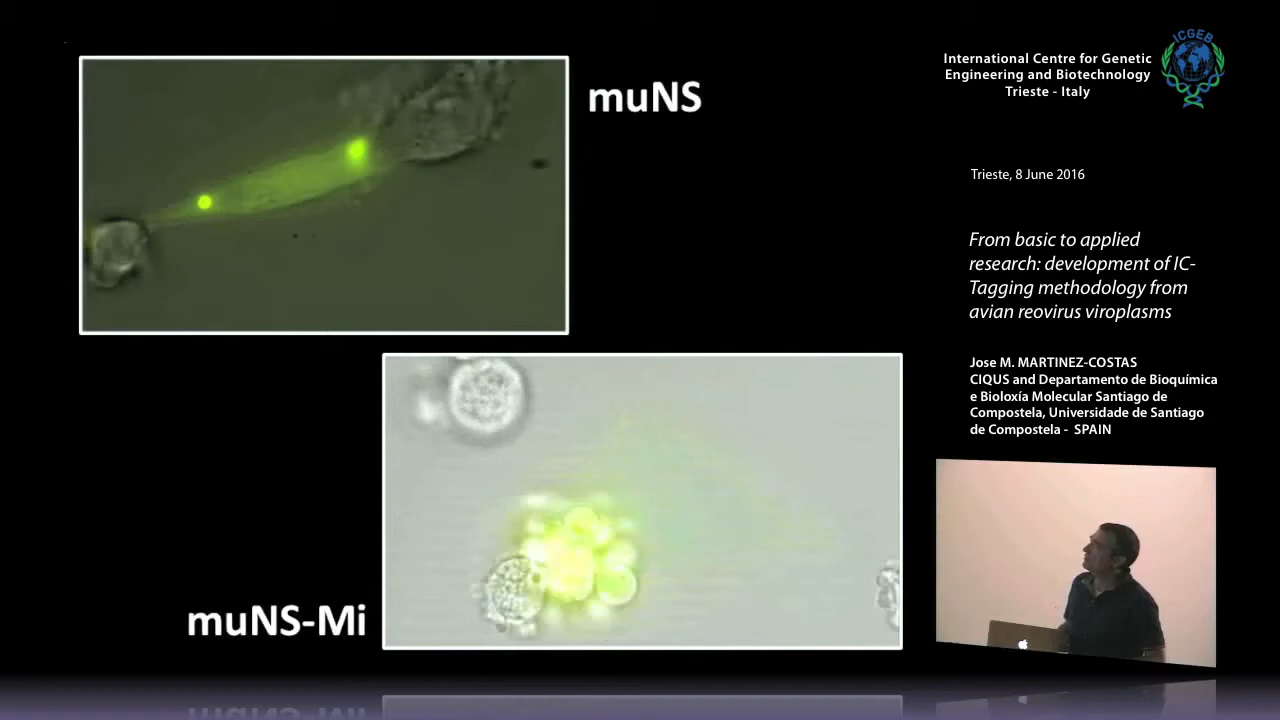 muNS
muNS-Mi
ICGEB
International Centre for Genetic
Engineering and Biotechnology
Trieste - Italy
Trieste, 8 June 2016
From basic to applied
research: development of IC-
Tagging methodology from
avian reovirus viroplasms
Jose M. MARTINEZ-COSTAS
CIQUS and Departamento de Bioquímica
e Bioloxía Molecular Santiago de
Compostela, Universidade de Santiago
de Compostela - SPAIN